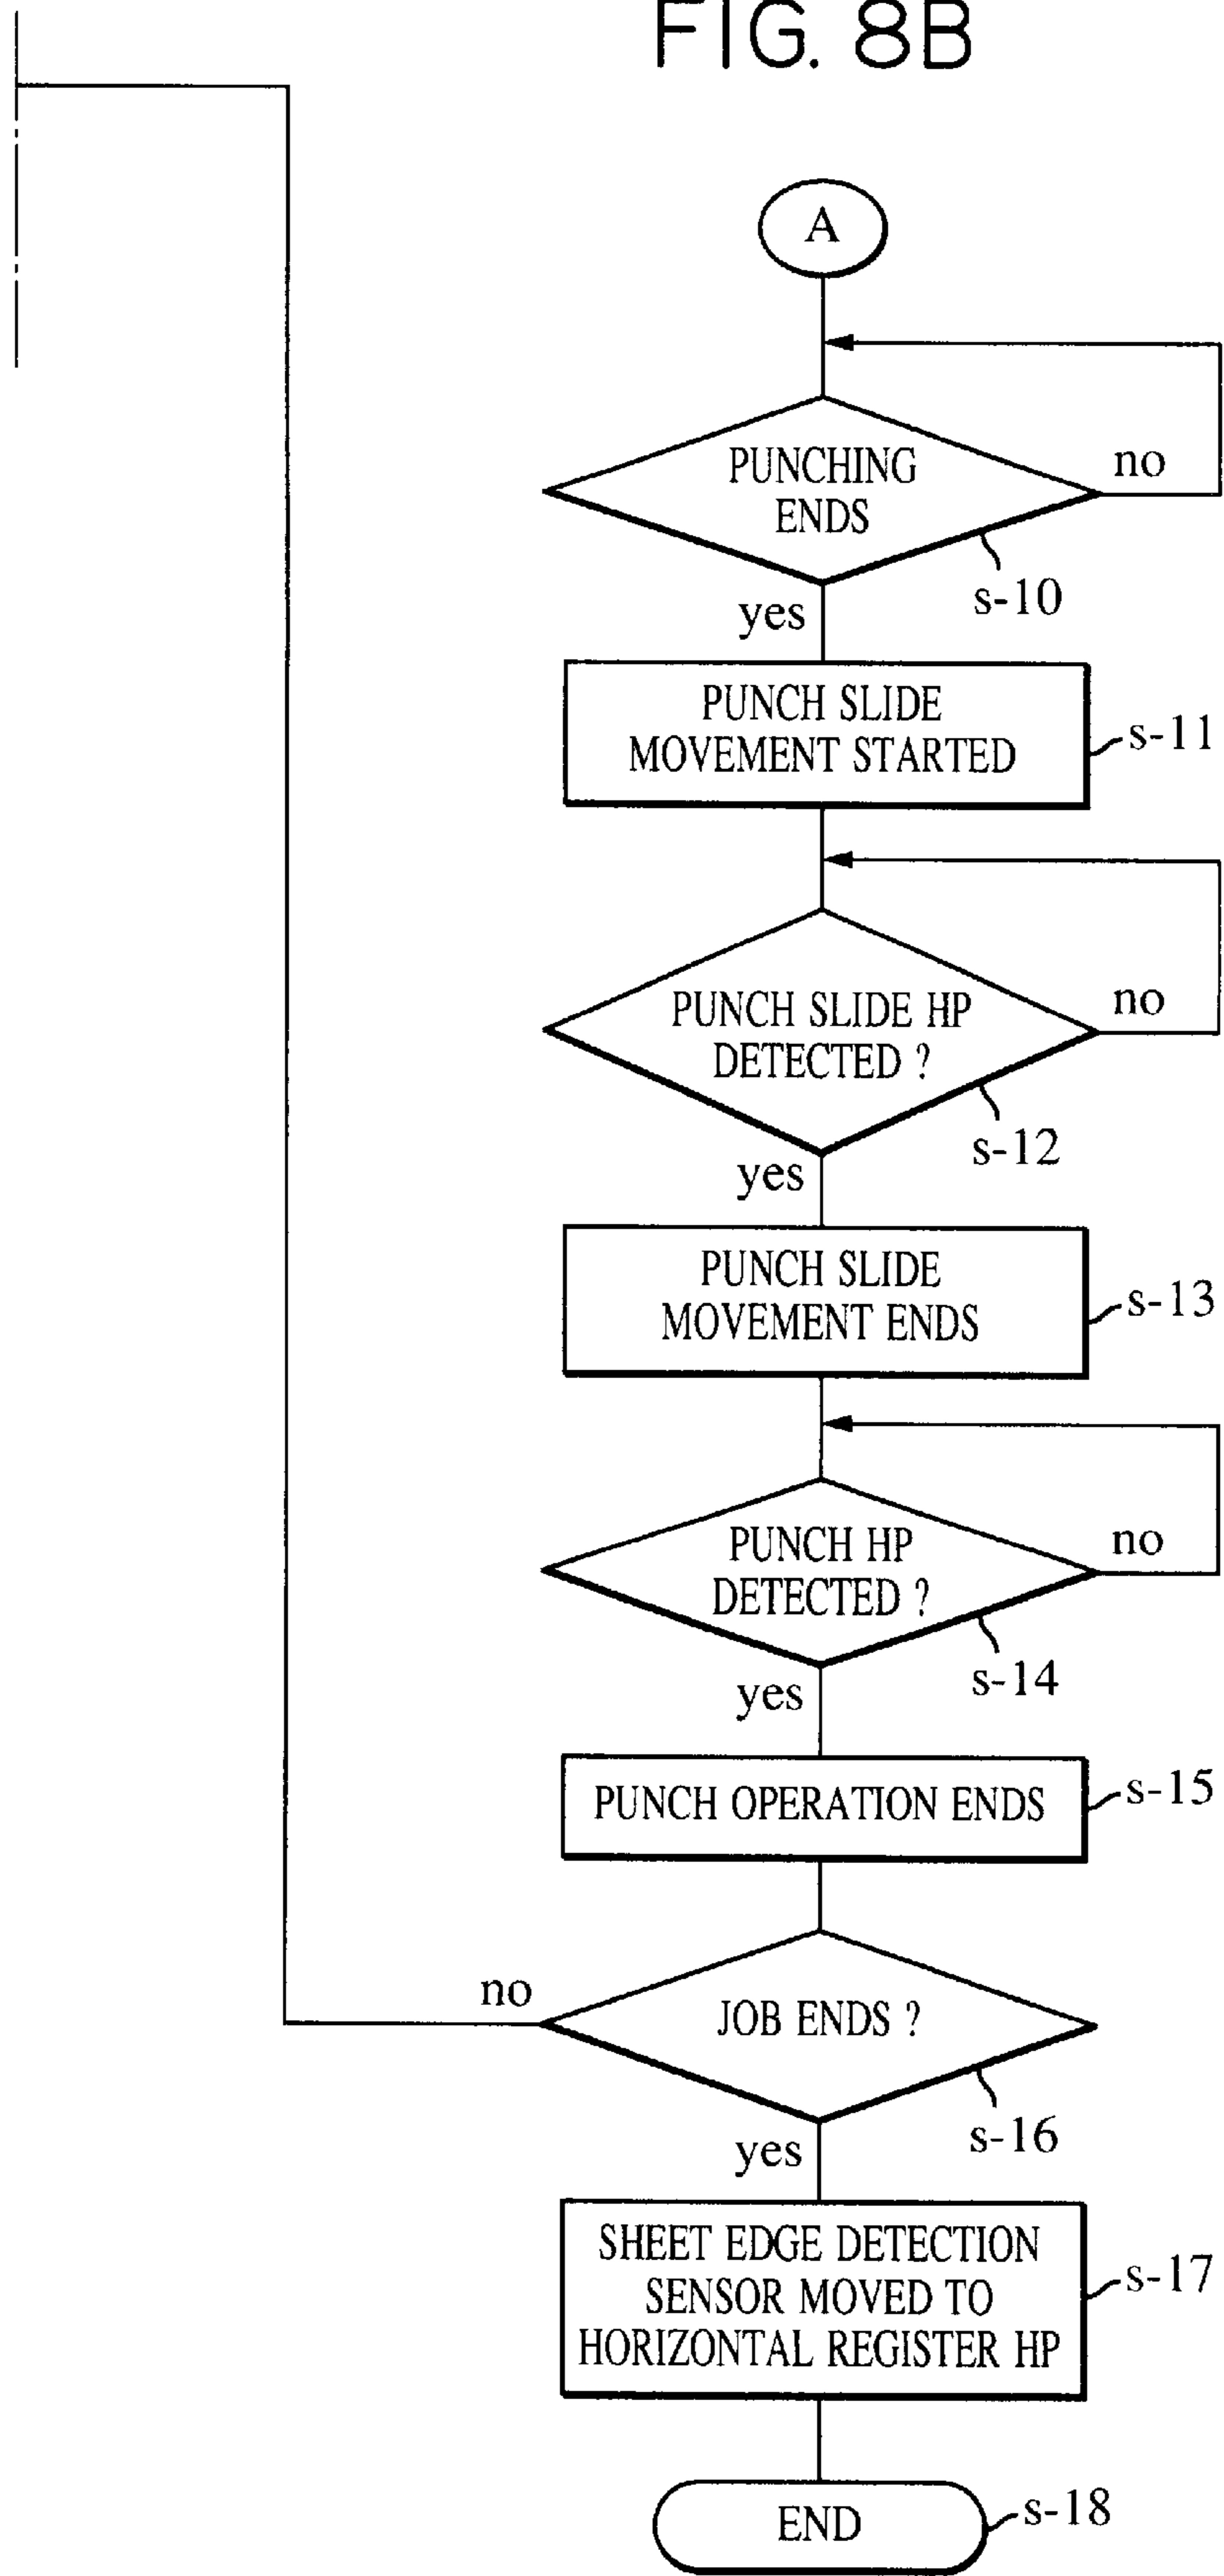 FIG. 8B
A
PUNCHING
ENDS
no
s-10
yes
PUNCH SLIDE
MOVEMENT STARTED
s-11
PUNCH SLIDE HP
DETECTED ?
no
s-12
yes
PUNCH SLIDE
MOVEMENT ENDS
s-13
PUNCH HP
DETECTED ?
no
s-14
yes
PUNCH OPERATION ENDS
s-15
no
JOB ENDS ?
s-16
yes
SHEET EDGE DETECTION
SENSOR MOVED TO
HORIZONTAL REGISTER HP
s-17
END
s-18